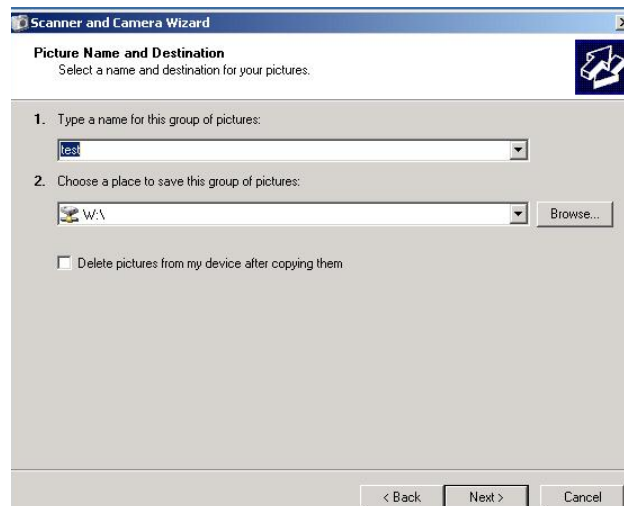 Scanner and Camera Wizard
Picture Name and Destination
Select a name and destination for your pictures.
1. Type a name for this group of pictures:
test
2. Choose a place to save this group of pictures:
W:\
Browse...
Delete pictures from my device after copying them
< Back Next > Cancel